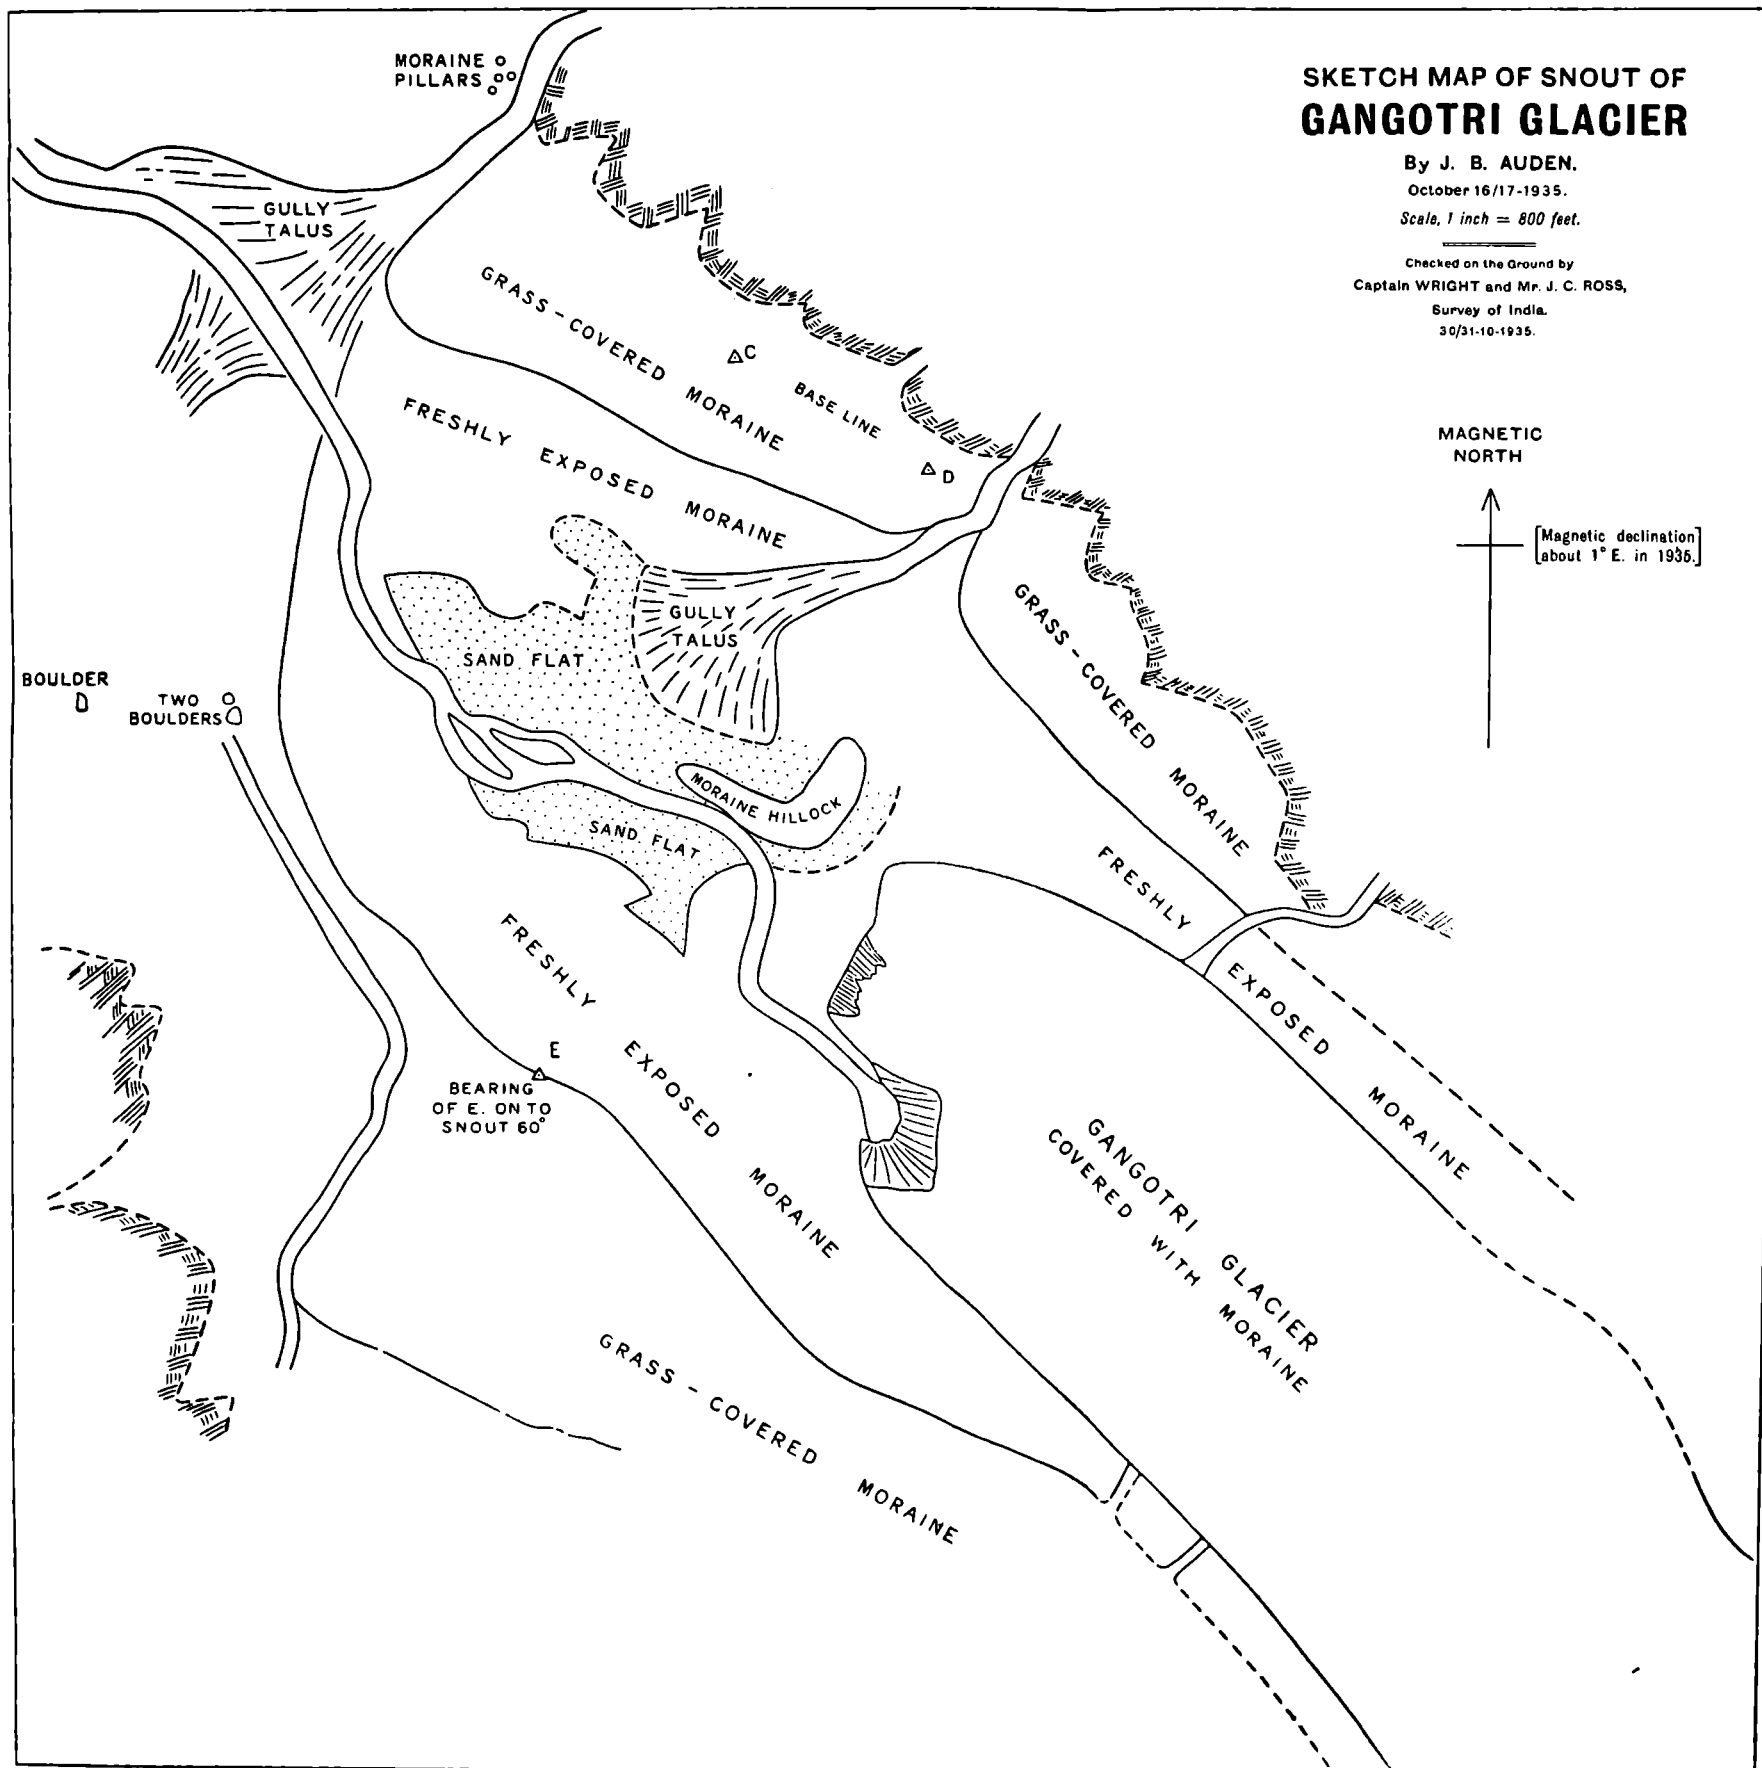 SKETCH MAP OF SNOUT OF
GANGOTRI GLACIER
By J. B. AUDEN.
October 16/17-1935.
Scale, 1 inch = 800 feet.
Checked on the Ground by
Captain WRIGHT and Mr. J. C. ROSS,
Survey of India.
30/31-10-1935.
MORAINE
PILLARS
GULLY
TALUS
GRASS-COVERED MORAINE
C
BASE LINE
D
FRESHLY EXPOSED MORAINE
MAGNETIC
NORTH
[Magnetic declination
about 1° E. in 1935.]
GULLY
TALUS
SAND FLAT
GRASS-COVERED MORAINE
BOULDER
TWO
BOULDERS
MORAINE HILLOCK
SAND FLAT
FRESHLY EXPOSED MORAINE
FRESHLY EXPOSED MORAINE
E
BEARING
OF E. ON TO
SNOUT 60°
GANGOTRI GLACIER
COVERED WITH MORAINE
GRASS-COVERED MORAINE